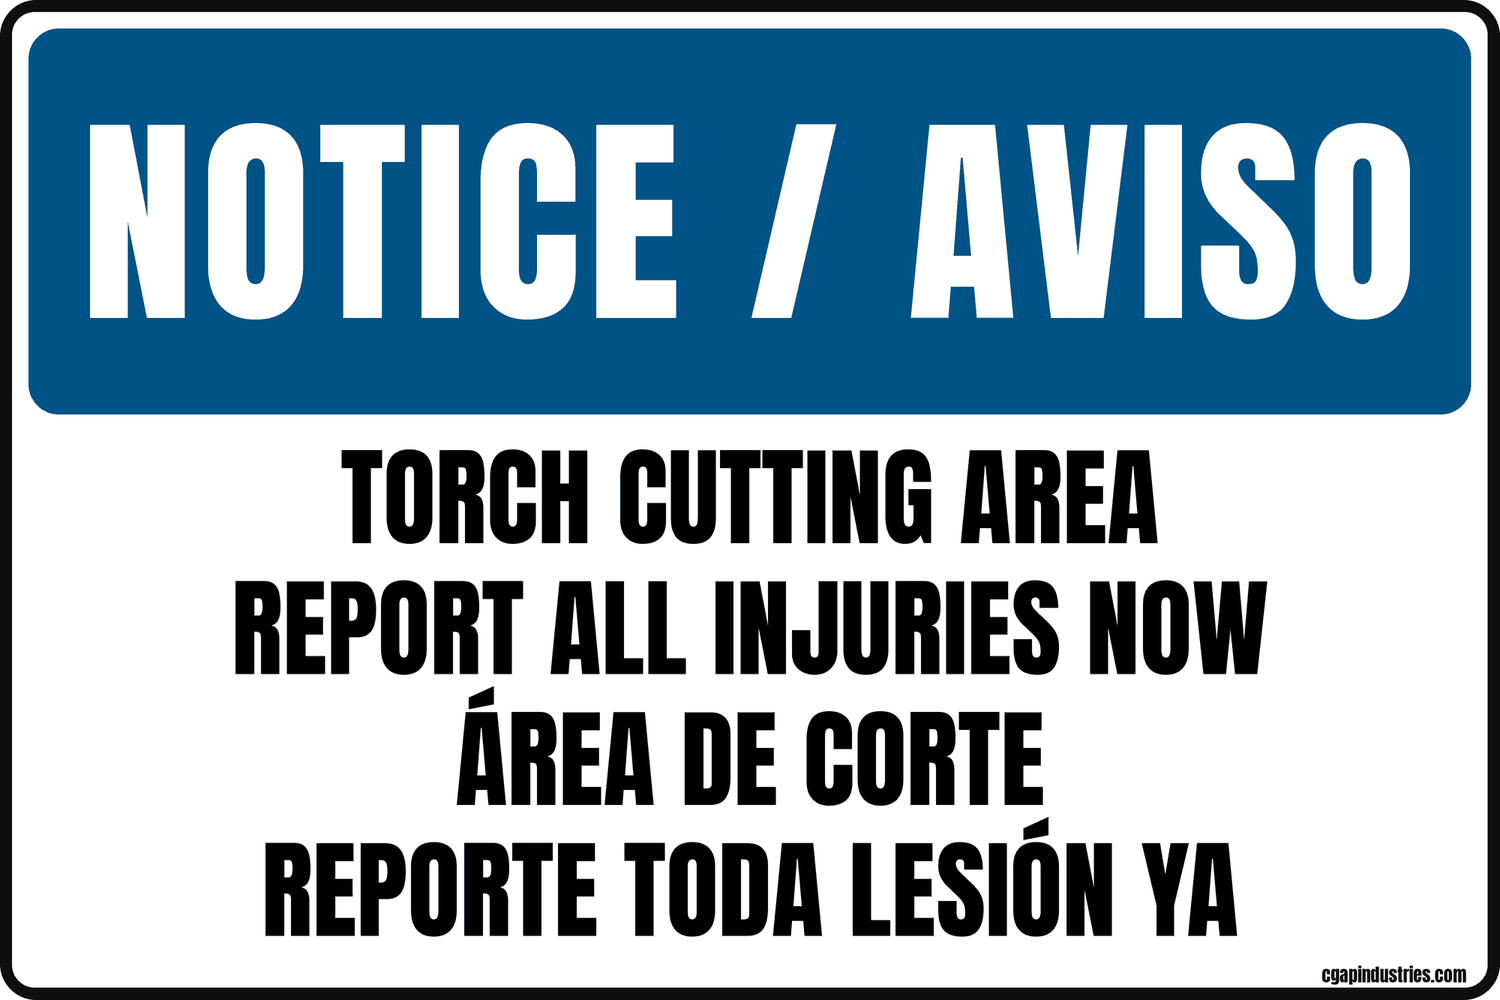 NOTICE / AVISO
TORCH CUTTING AREA
REPORT ALL INJURIES NOW
ÁREA DE CORTE
REPORTE TODA LESIÓN YA
cgapindustries.com